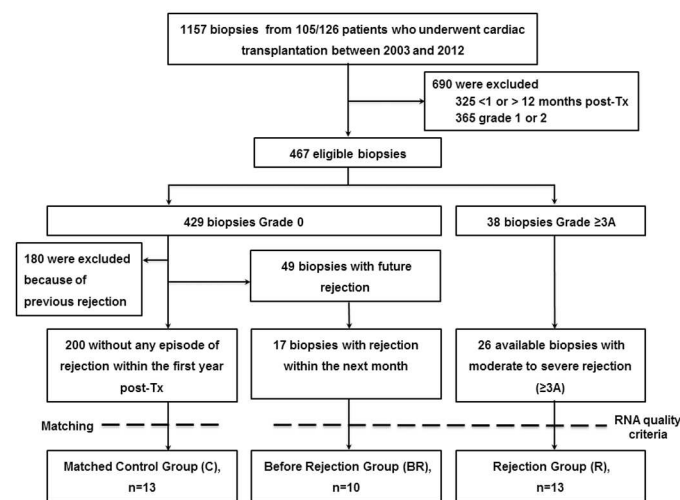 1157 biopsies from 105/126 patients who underwent cardiac
transplantation between 2003 and 2012
690 were excluded
325 <1 or > 12 months post-Tx
365 grade 1 or 2
467 eligible biopsies
429 biopsies Grade 0
38 biopsies Grade ≥3A
180 were excluded
because of
previous rejection
49 biopsies with future
rejection
200 without any episode of
rejection within the first year
post-Tx
17 biopsies with rejection
within the next month
26 available biopsies with
moderate to severe rejection
(≥3A)
Matching
RNA quality
criteria
Matched Control Group (C),
n=13
Before Rejection Group (BR),
n=10
Rejection Group (R),
n=13